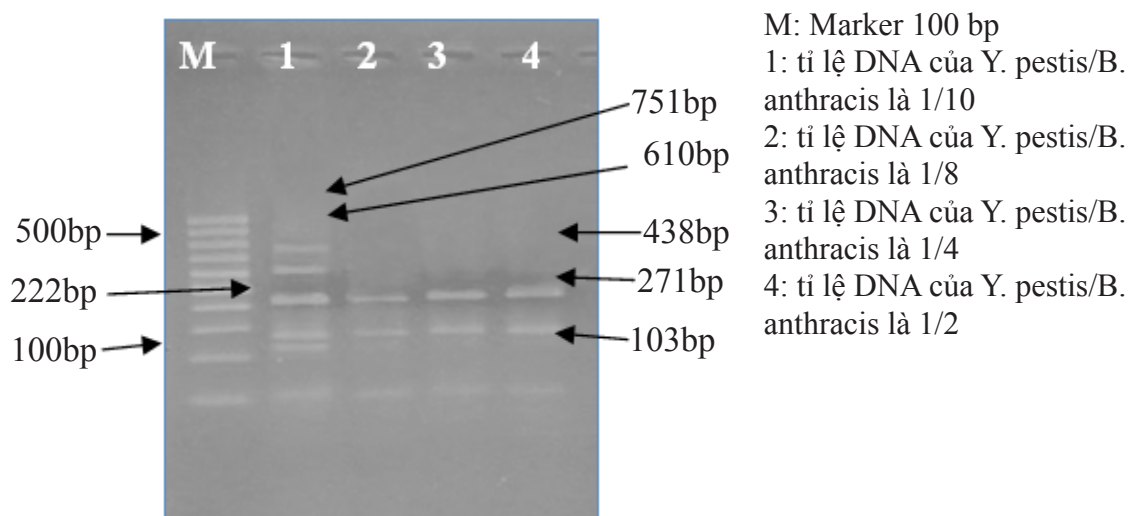 M 1 2 3 4
751bp
610bp
500bp
438bp
222bp
271bp
100bp
103bp
M: Marker 100 bp
1: tỉ lệ DNA của Y. pestis/B.
anthracis là 1/10
2: tỉ lệ DNA của Y. pestis/B.
anthracis là 1/8
3: tỉ lệ DNA của Y. pestis/B.
anthracis là 1/4
4: tỉ lệ DNA của Y. pestis/B.
anthracis là 1/2